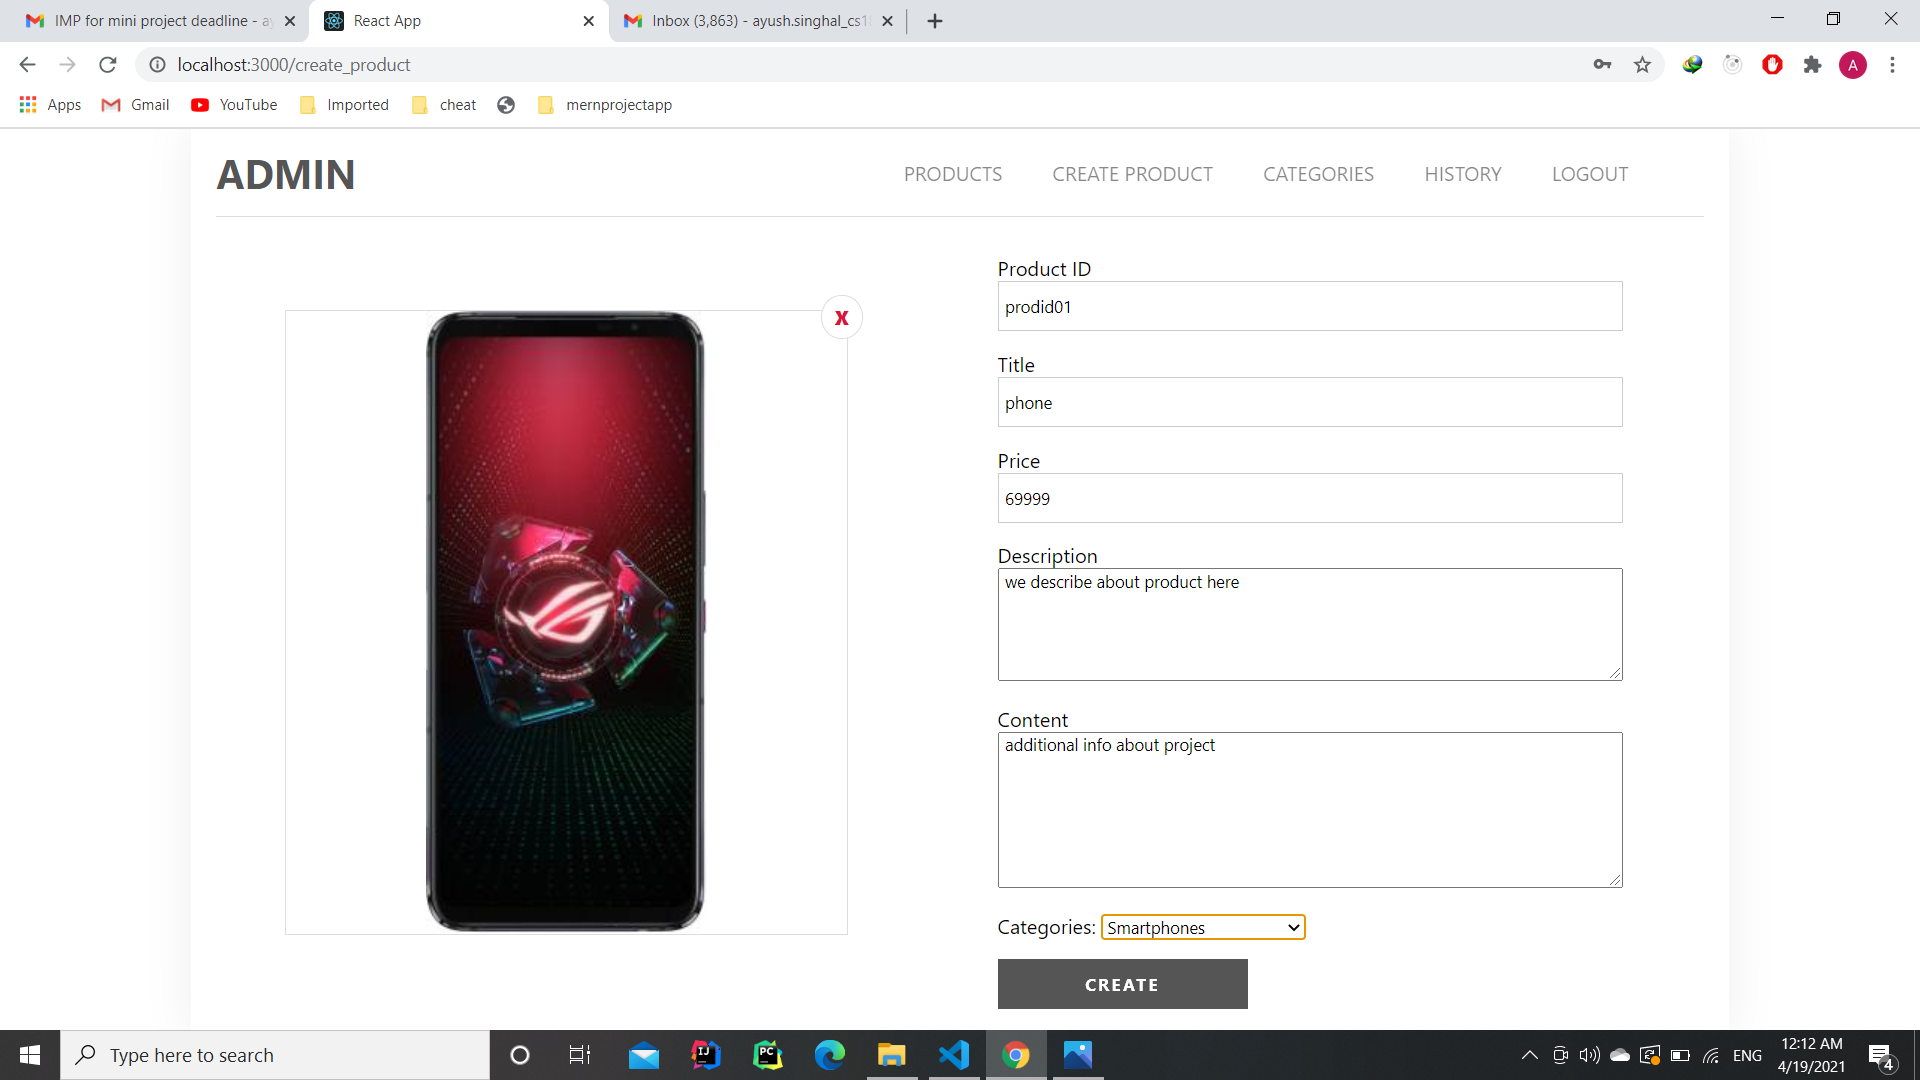 IMP for mini project deadline - a
React App
Inbox (3,863) - ayush.singhal_cs1
localhost:3000/create_product
A
Apps
Gmail
YouTube
Imported
cheat
mernprojectapp
ADMIN
PRODUCTS
CREATE PRODUCT
CATEGORIES
HISTORY
LOGOUT
X
Product ID
prodid01
Title
phone
Price
69999
Description
we describe about product here
Content
additional info about project
Categories: Smartphones
CREATE
Type here to search
IJ
PC
ENG
12:12 AM
4/19/2021
4